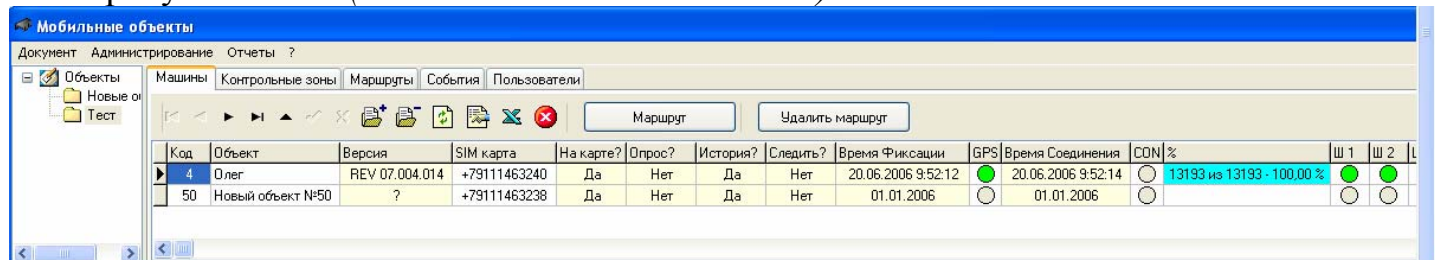 Мобильные объекты
Документ Администрирование Отчеты ?
Объекты
Новые о
Тест
Машины Контрольные зоны Маршруты События Пользователи
Маршрут Удалить маршрут
Код Объект Версия SIM карта На карте? Опрос? История? Следить? Время Фиксации GPS Время Соединения CON % Ш 1 Ш 2
4 Олег REV 07.004.014 +79111463240 Да Нет Да Нет 20.06.2006 9:52:12 20.06.2006 9:52:14 13193 из 13193 - 100,00 %
50 Новый объект №50 ? +79111463238 Да Нет Да Нет 01.01.2006 01.01.2006